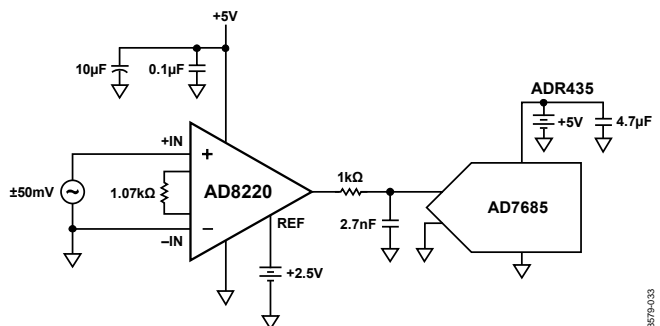 +5V
10µF
0.1µF
ADR435
+5V
4.7µF
+IN
+
±50mV
1.07kΩ
AD8220
1kΩ
AD7685
–
REF
2.7nF
–IN
+2.5V